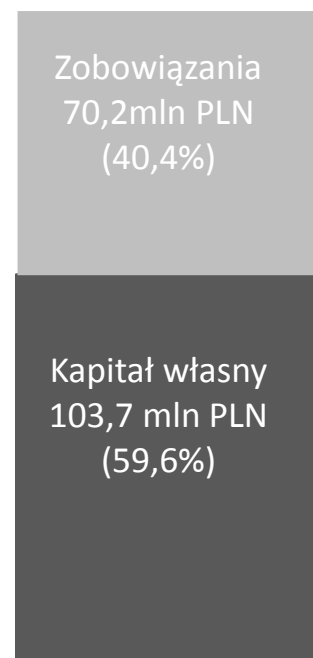 Zobowiązania
70,2mln PLN
(40,4%)
Kapitał własny
103,7 mln PLN
(59,6%)